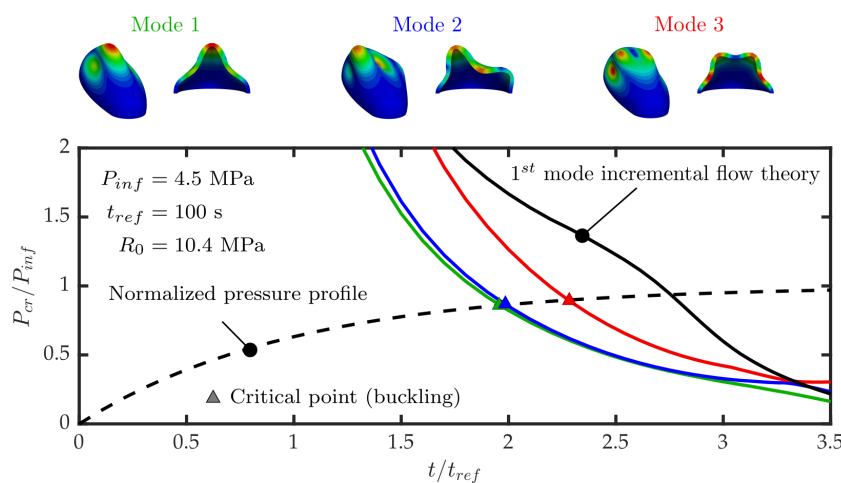 Mode 1 Mode 2 Mode 3
2
P_inf = 4.5 MPa
1^st mode incremental flow theory
1.5
t_ref = 100 s
R_0 = 10.4 MPa
P_cr/P_inf
1
Normalized pressure profile
0.5
Critical point (buckling)
0
0 0.5 1 1.5 2 2.5 3 3.5
t/t_ref